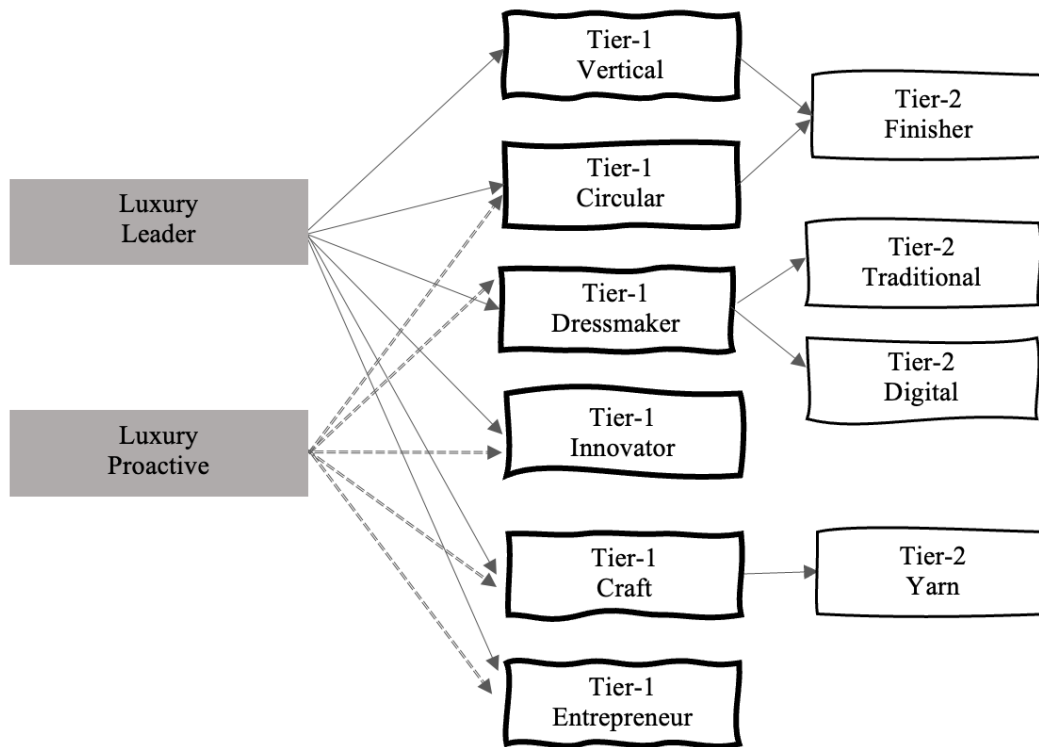 Luxury
Leader
Luxury
Proactive
Tier-1
Vertical
Tier-1
Circular
Tier-1
Dressmaker
Tier-1
Innovator
Tier-1
Craft
Tier-1
Entrepreneur
Tier-2
Finisher
Tier-2
Traditional
Tier-2
Digital
Tier-2
Yarn